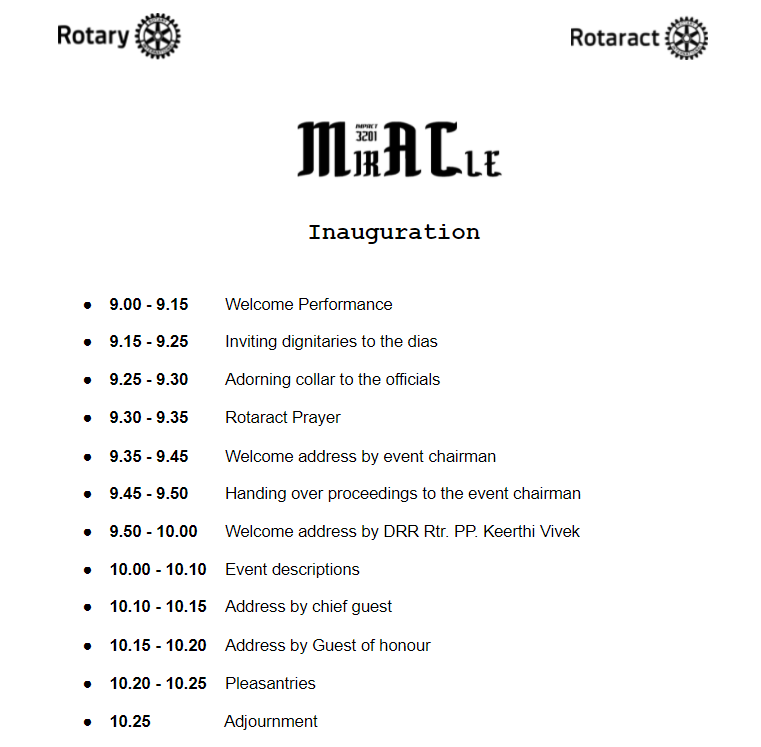 Rotary
Rotaract
IMPACT
3201
MIRACLE
Inauguration
● 9.00 - 9.15 Welcome Performance
● 9.15 - 9.25 Inviting dignitaries to the dias
● 9.25 - 9.30 Adorning collar to the officials
● 9.30 - 9.35 Rotaract Prayer
● 9.35 - 9.45 Welcome address by event chairman
● 9.45 - 9.50 Handing over proceedings to the event chairman
● 9.50 - 10.00 Welcome address by DRR Rtr. PP. Keerthi Vivek
● 10.00 - 10.10 Event descriptions
● 10.10 - 10.15 Address by chief guest
● 10.15 - 10.20 Address by Guest of honour
● 10.20 - 10.25 Pleasantries
● 10.25 Adjournment